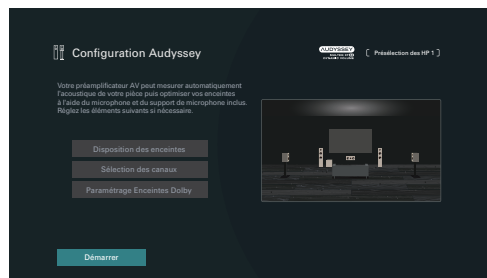 Configuration Audyssey
AUDYSSEY
[ Présélection des HP 1 ]
Votre préamplificateur AV peut mesurer automatiquement
l'acoustique de votre pièce puis optimiser vos enceintes
à l'aide du microphone et du support de microphone inclus.
Réglez les éléments suivants si nécessaire.
Disposition des enceintes
Sélection des canaux
Paramétrage Enceintes Dolby
Démarrer